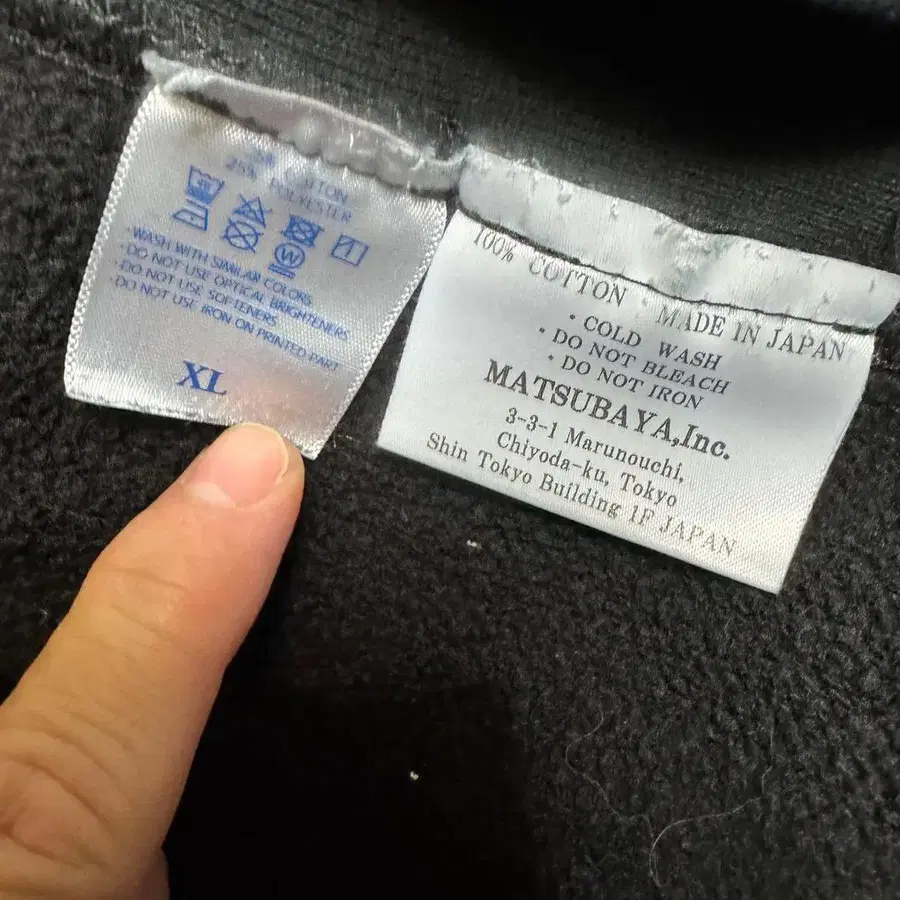 COTTON
25% POLYESTER
· WASH WITH SIMILAR COLORS
· DO NOT USE OPTICAL BRIGHTENERS
· DO NOT USE SOFTENERS
· DO NOT USE IRON ON PRINTED PART
XL
100% COTTON · MADE IN JAPAN
· COLD WASH
· DO NOT BLEACH
· DO NOT IRON
MATSUBAYA,Inc.
3-3-1 Marunouchi,
Chiyoda-ku, Tokyo
Shin Tokyo Building 1F JAPAN